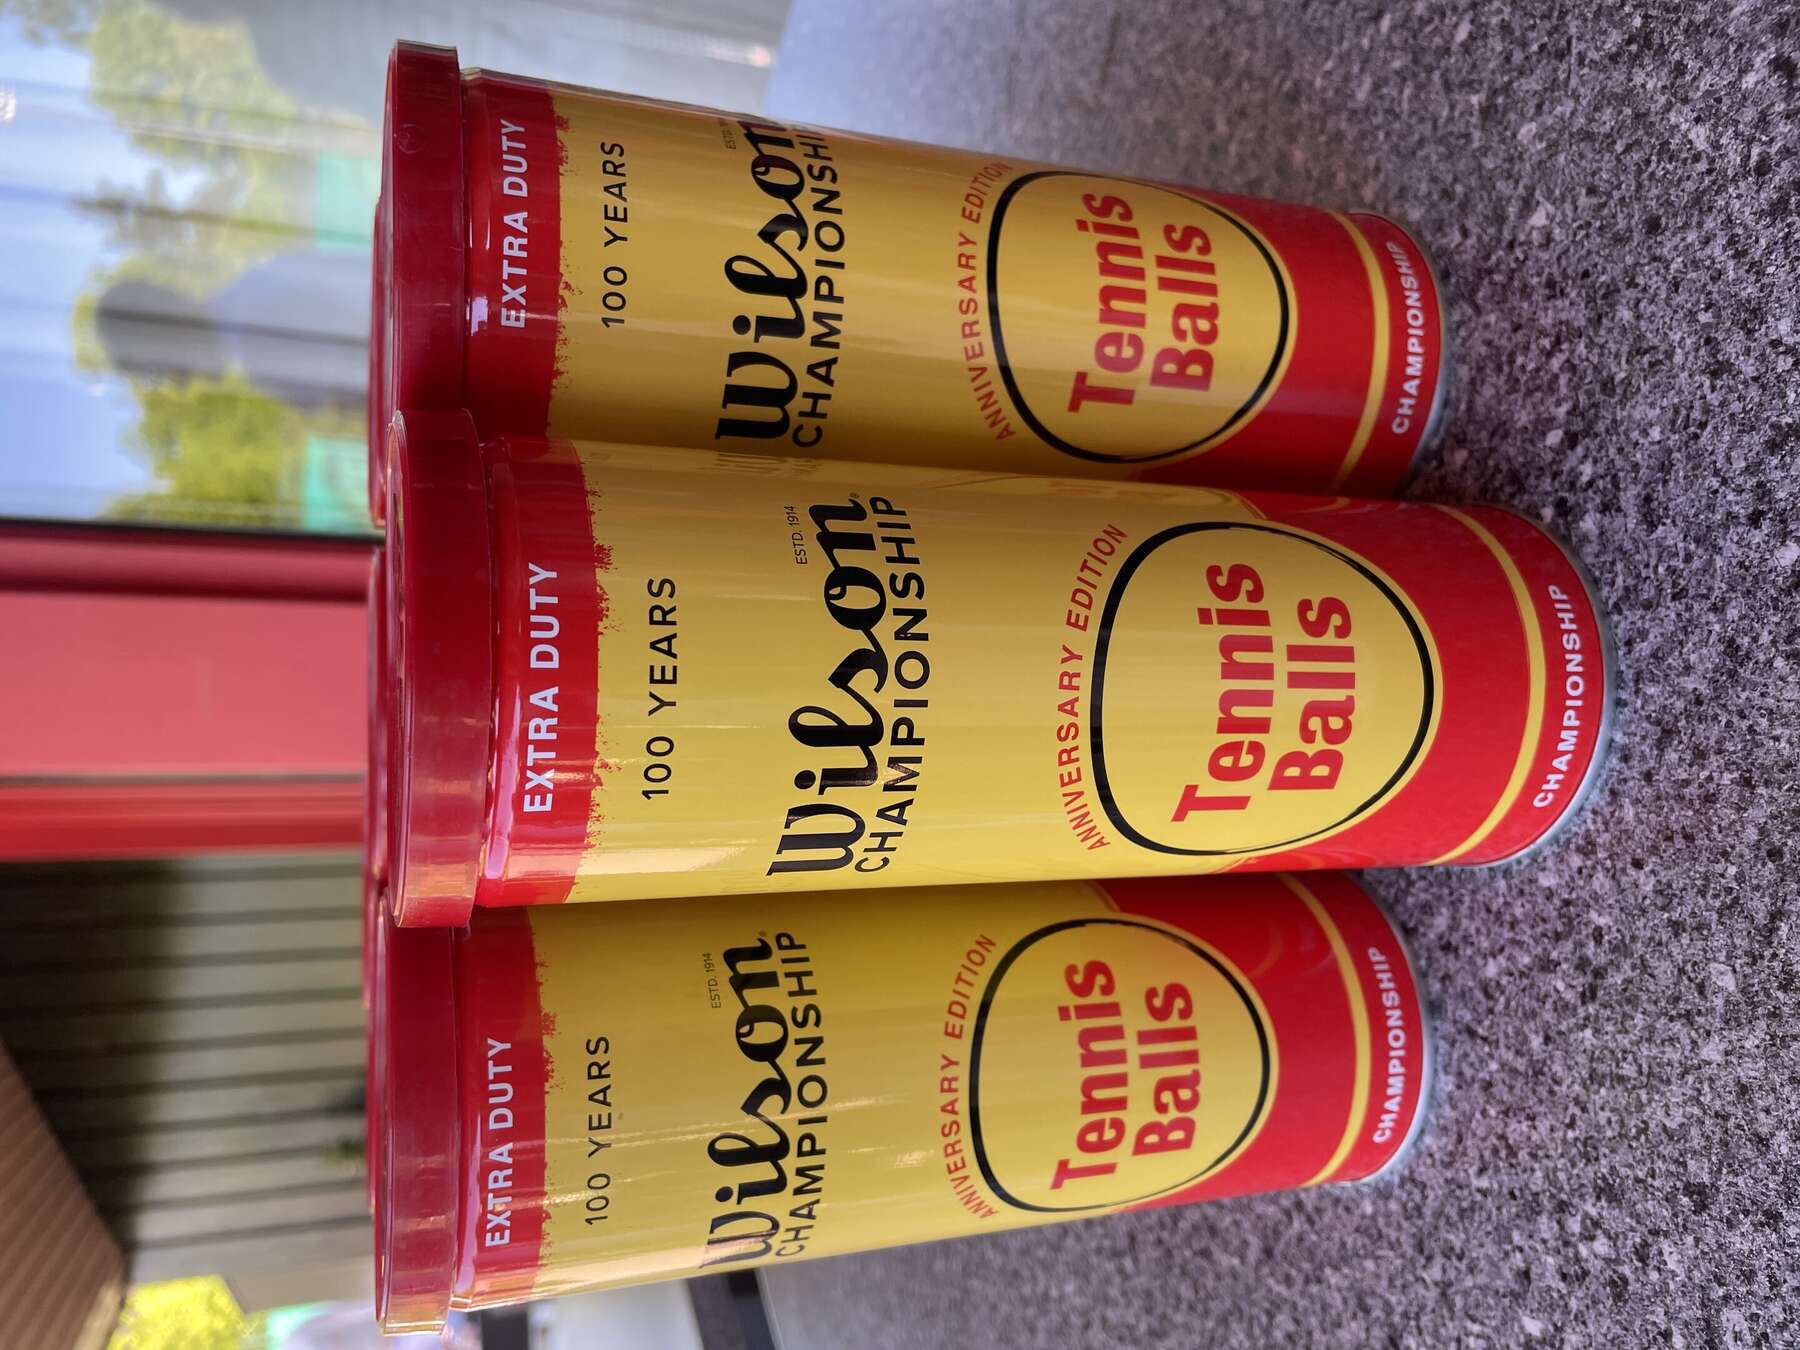 EXTRA DUTY
100 YEARS
ESTD. 1914
Wilson®
CHAMPIONSHIP
ANNIVERSARY EDITION
Tennis
Balls
CHAMPIONSHIP
EXTRA DUTY
100 YEARS
ESTD. 1914
Wilson®
CHAMPIONSHIP
ANNIVERSARY EDITION
Tennis
Balls
CHAMPIONSHIP
EXTRA DUTY
100 YEARS
ESTD.
Wilson
CHAMPIONSHIP
ANNIVERSARY EDITION
Tennis
Balls
CHAMPIONSHIP